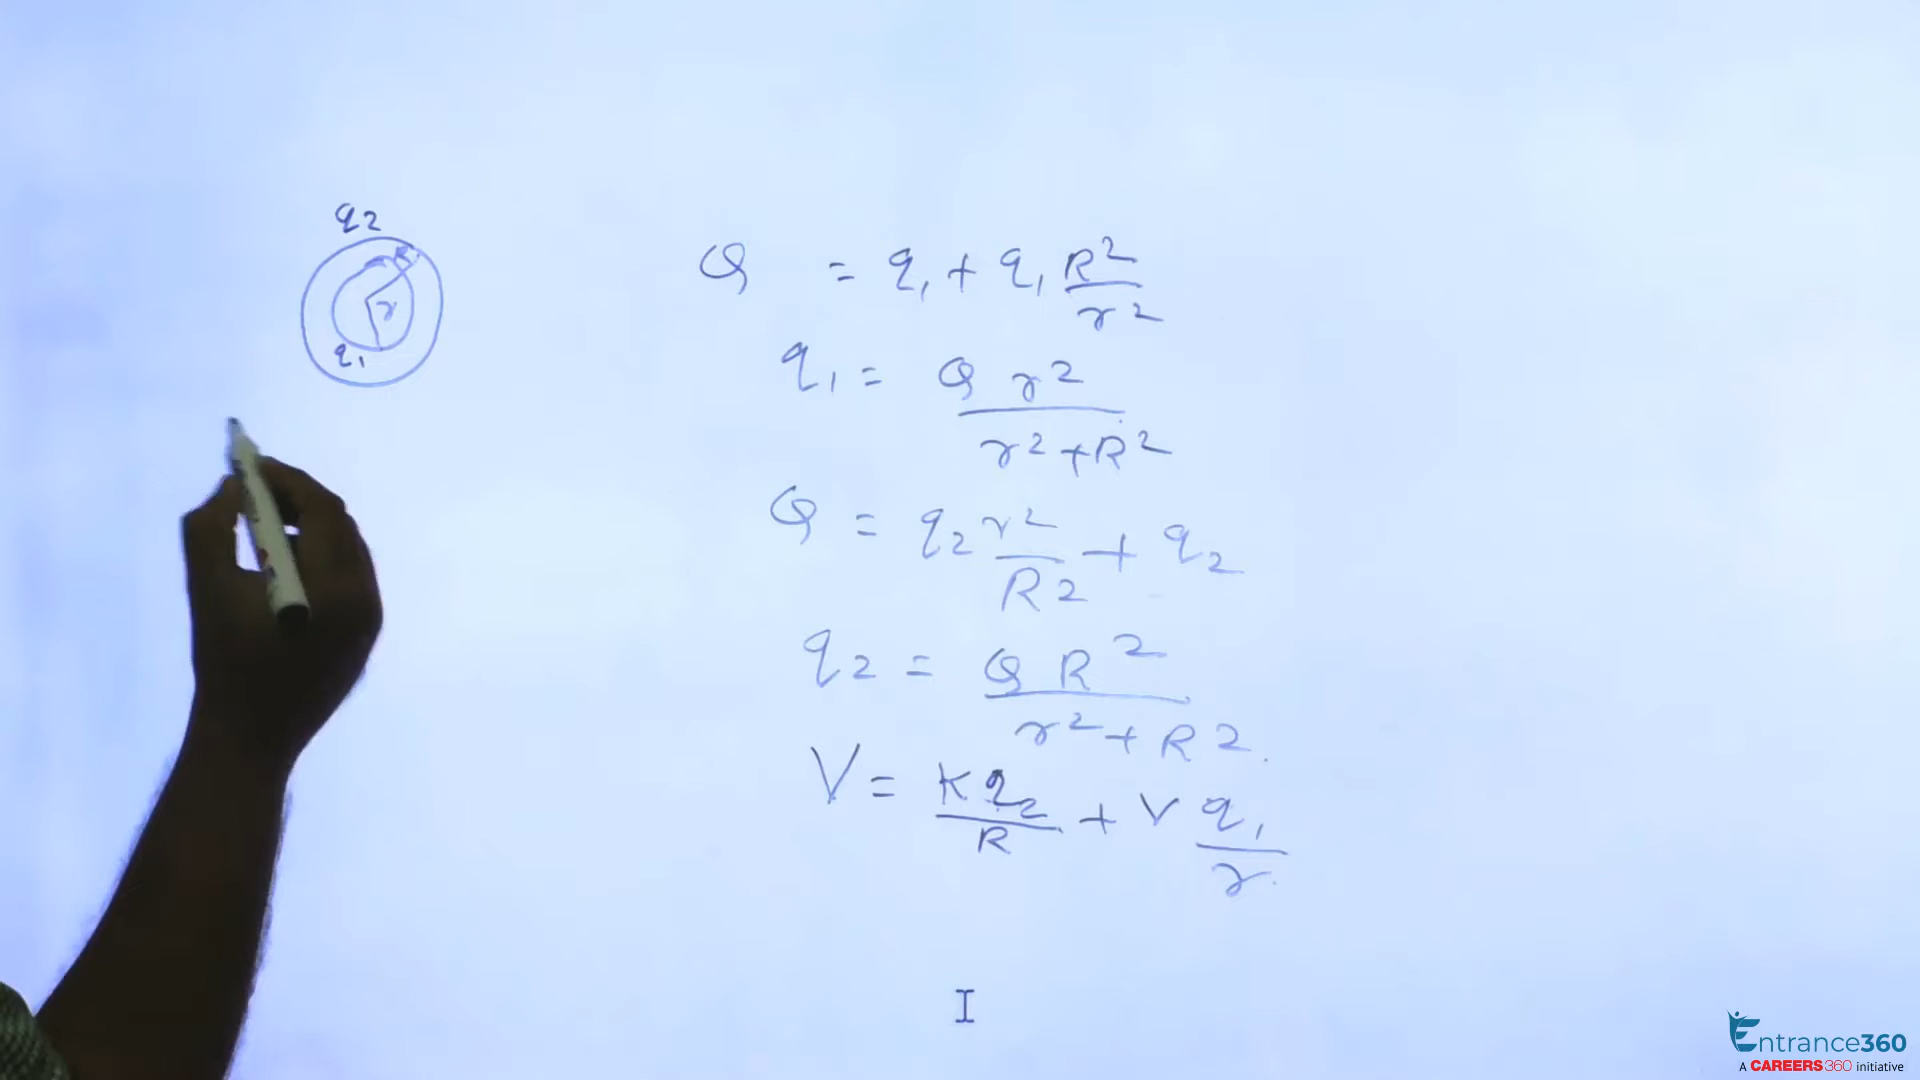 q2
R
r
q1
Q = q1 + q1 R²/r²
q1 = Q r²/r²+R²
Q = q2 r²/R2 + q2
q2 = Q R²/r²+R2.
V = K q2/R + V q1/r.
Entrance360
A CAREERS360 initiative